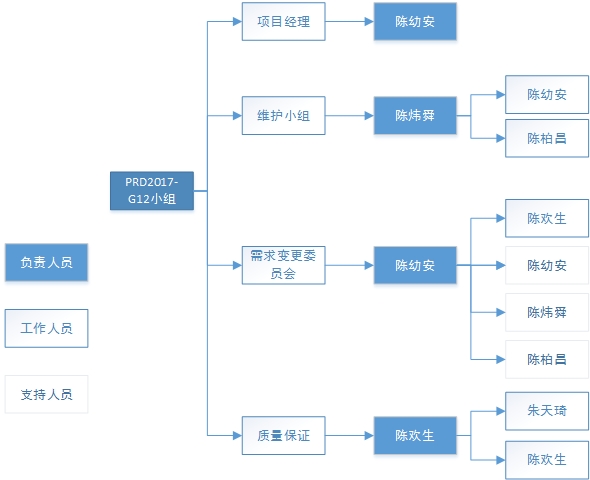 项目经理
陈幼安
维护小组
陈炜舜
陈幼安
陈柏昌
PRD2017-
G12小组
需求变更委
员会
陈幼安
陈欢生
陈幼安
陈炜舜
陈柏昌
质量保证
陈欢生
朱天琦
陈欢生
负责人员
工作人员
支持人员